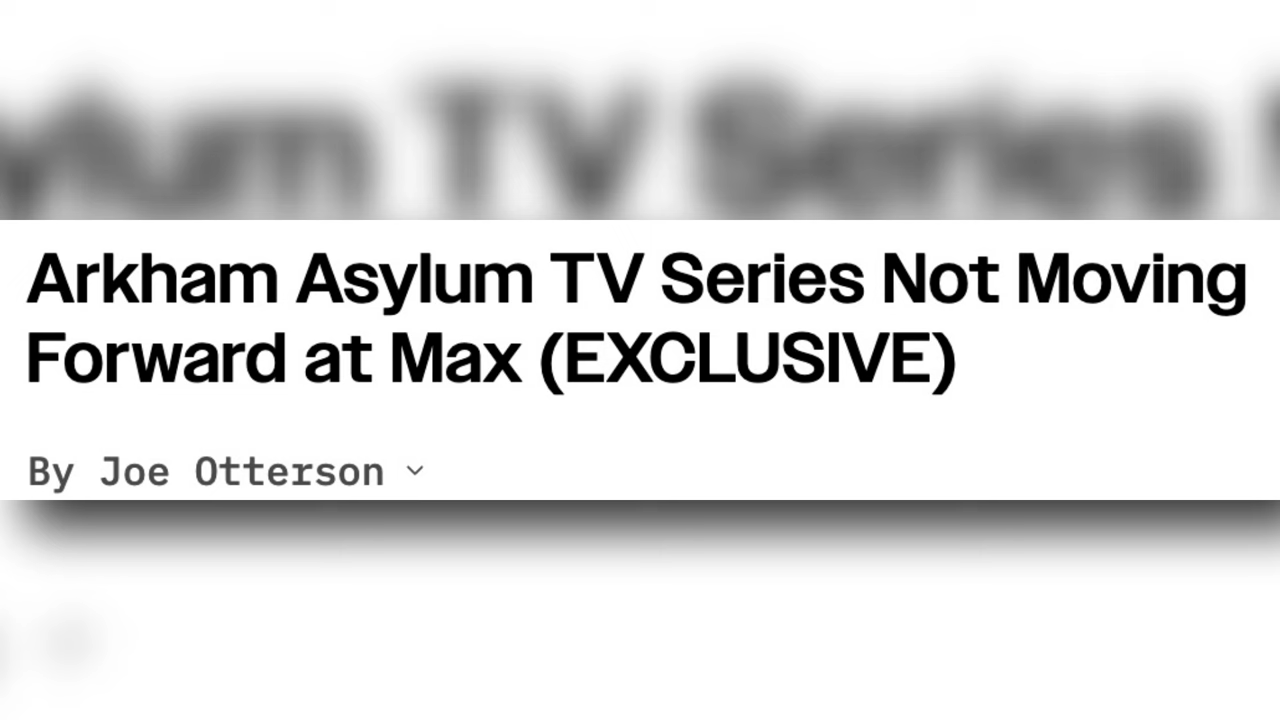 Arkham Asylum TV Series Not Moving
Forward at Max (EXCLUSIVE)
By Joe Otterson